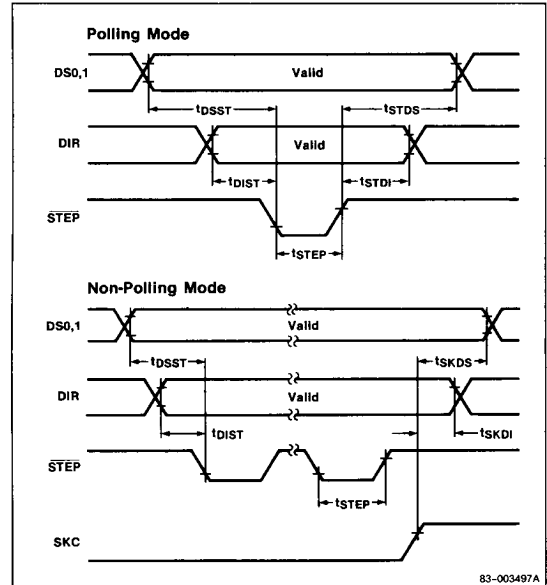 Polling Mode
DS0,1
Valid
tDSST
tSTDS
DIR
Valid
tDIST
tSTDI
STEP
tSTEP
Non-Polling Mode
DS0,1
Valid
tDSST
tSKDS
DIR
Valid
tDIST
tSKDI
STEP
tSTEP
SKC
83-003497A